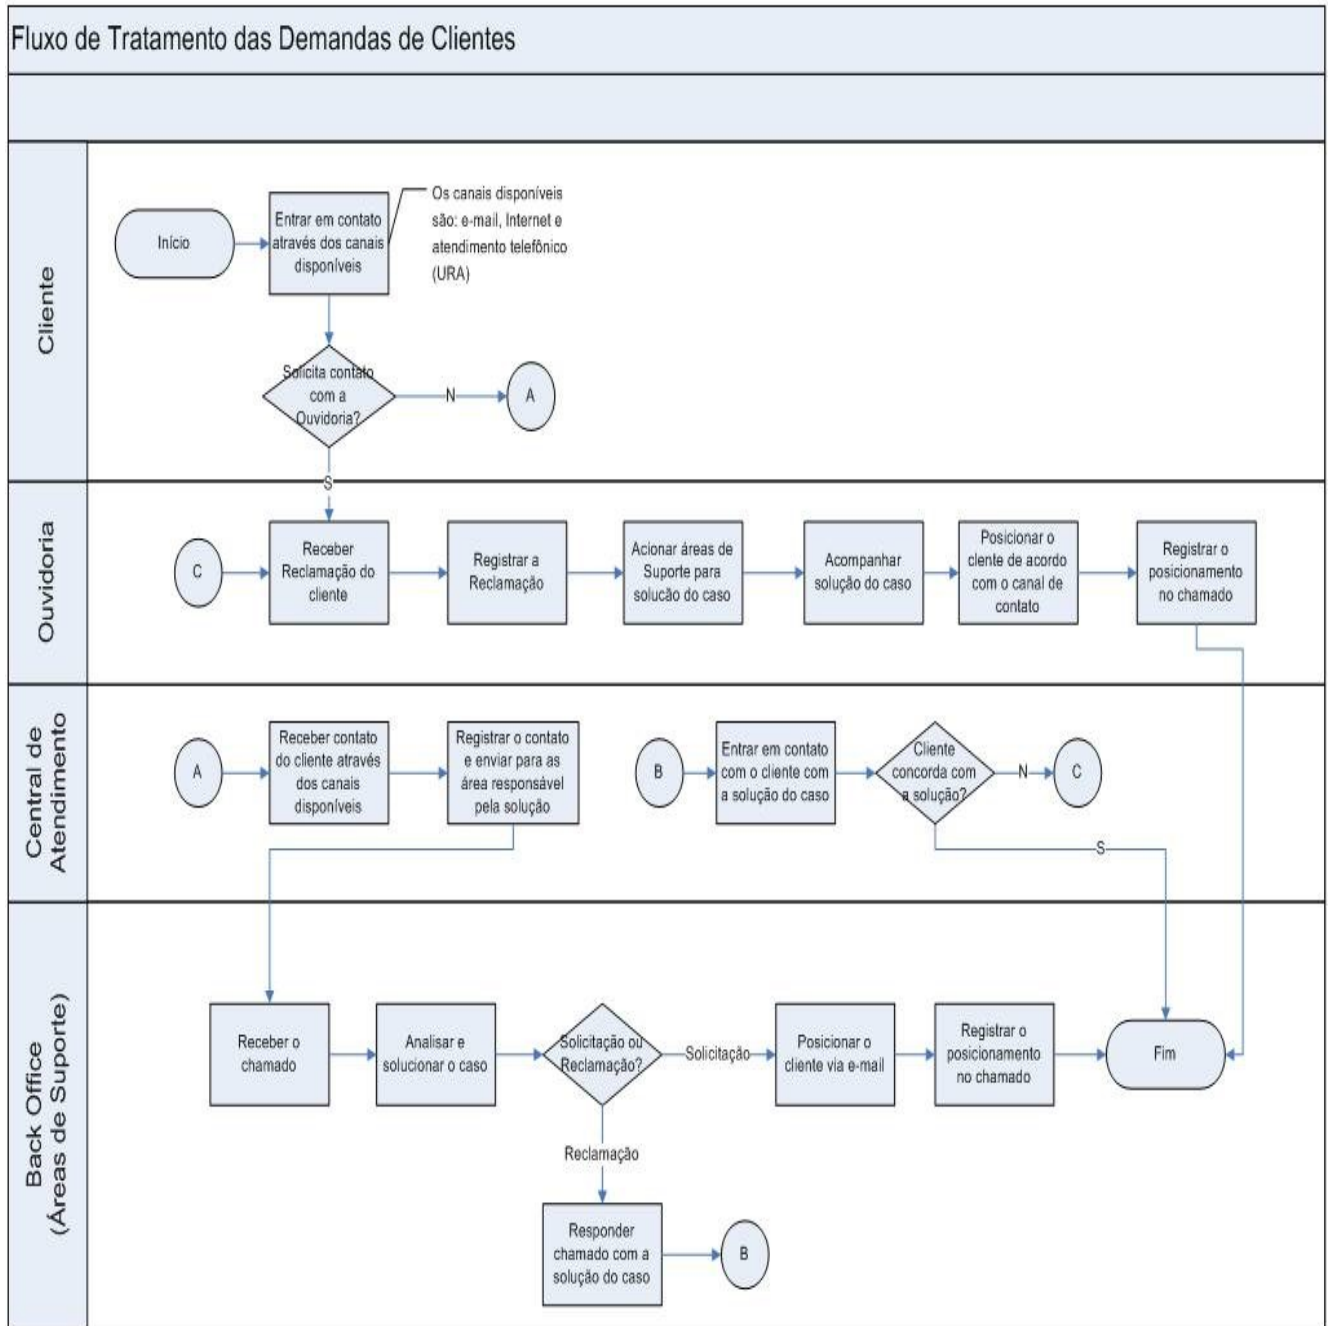 Fluxo de Tratamento das Demandas de Clientes
Cliente
Início
Entrar em contato
através dos canais
disponíveis
Os canais disponíveis
são: e-mail, Internet e
atendimento telefônico
(URA)
Solicita contato
com a
Ouvidoria?
N
A
S
Ouvidoria
C
Receber
Reclamação do
cliente
Registrar a
Reclamação
Acionar áreas de
Suporte para
solucão do caso
Acompanhar
solução do caso
Posicionar o
cliente de acordo
com o canal de
contato
Registrar o
posicionamento
no chamado
Central de
Atendimento
A
Receber contato
do cliente através
dos canais
disponíveis
Registrar o contato
e enviar para as
área responsável
pela solução
B
Entrar em contato
com o cliente com
a solução do caso
Cliente
concorda com
a solução?
N
C
S
Back Office
(Áreas de Suporte)
Receber o
chamado
Analisar e
solucionar o caso
Solicitação ou
Reclamação?
Solicitação
Posicionar o
cliente via e-mail
Registrar o
posicionamento
no chamado
Fim
Reclamação
Responder
chamado com a
solução do caso
B